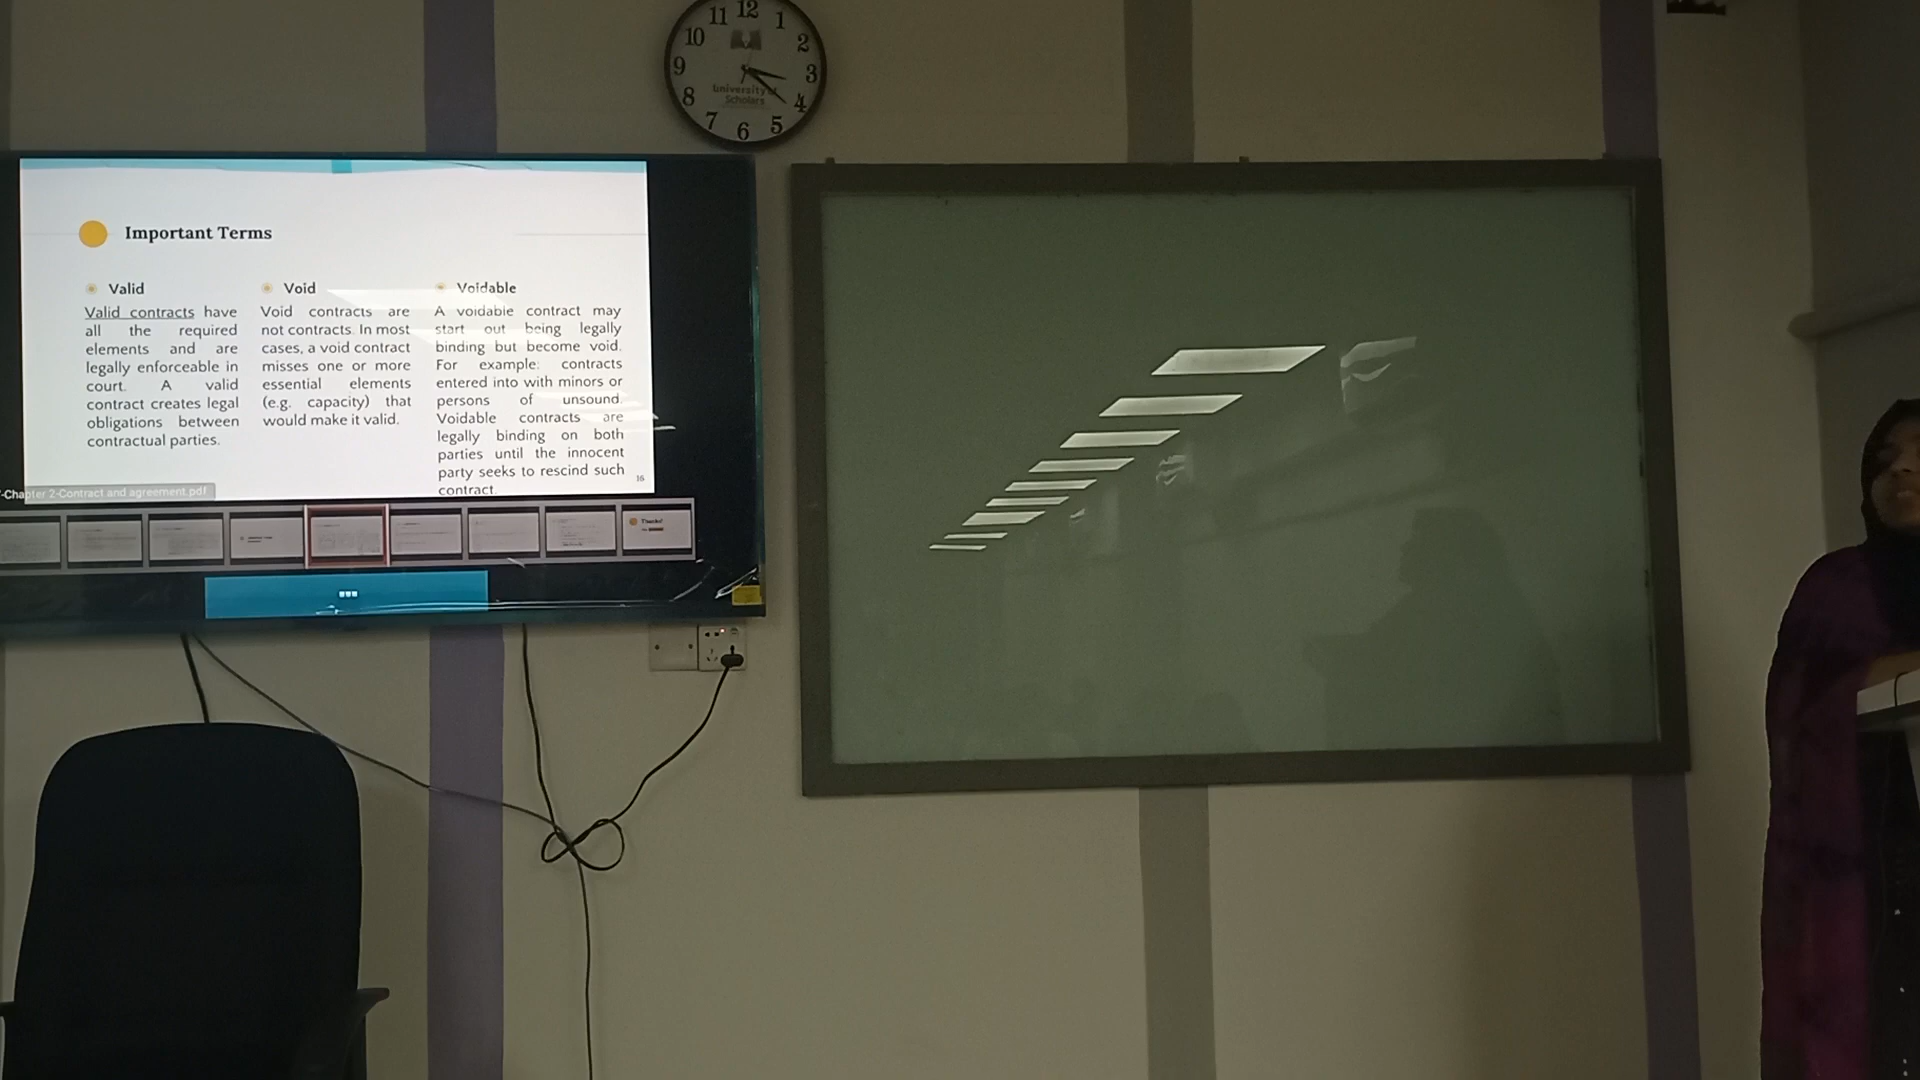 11 12 1
10 2
9 3
8 4
7 6 5
University of
Scholars
Important Terms
Valid
Valid contracts have
all the required
elements and are
legally enforceable in
court. A valid
contract creates legal
obligations between
contractual parties.
Void
Void contracts are
not contracts. In most
cases, a void contract
misses one or more
essential elements
(e.g. capacity) that
would make it valid.
Voidable
A voidable contract may
start out being legally
binding but become void.
For example: contracts
entered into with minors or
persons of unsound.
Voidable contracts are
legally binding on both
parties until the innocent
party seeks to rescind such
contract.
16
-Chapter 2-Contract and agreement.pdf
Thanks!